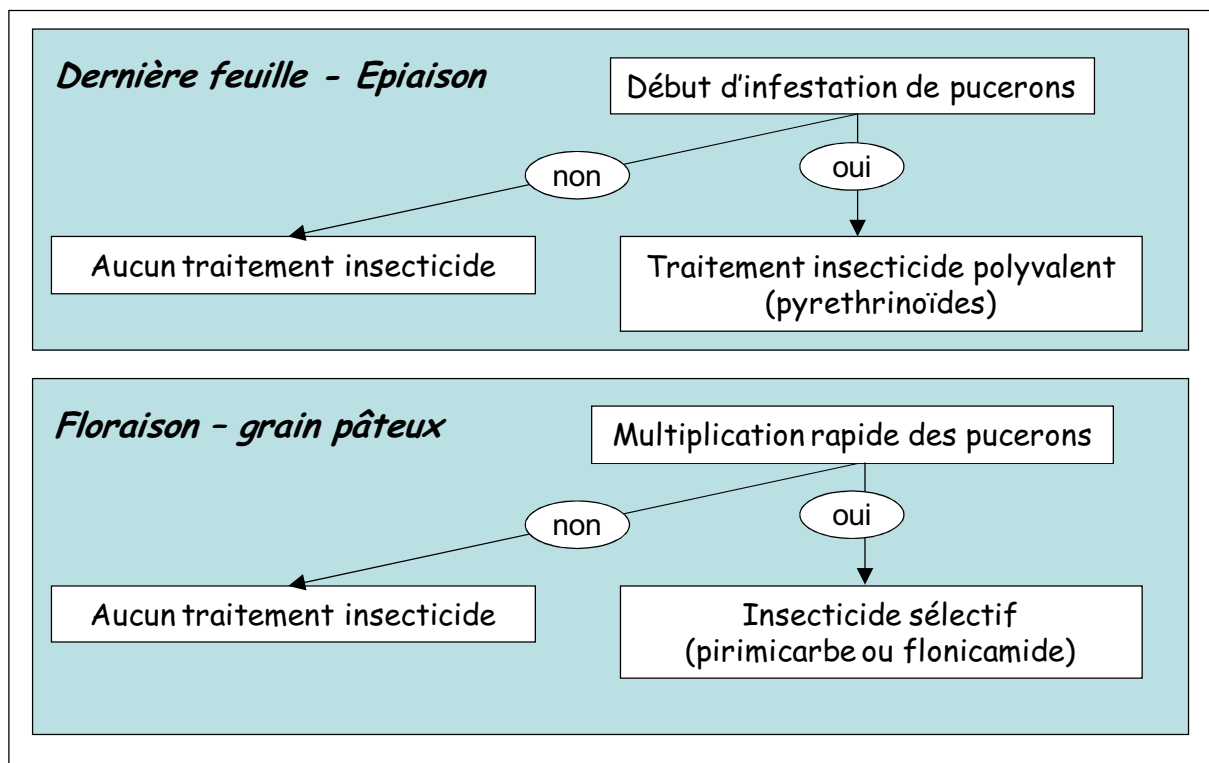 Dernière feuille - Epiaison
Début d'infestation de pucerons
non
oui
Aucun traitement insecticide
Traitement insecticide polyvalent
(pyrethrinoïdes)
Floraison – grain pâteux
Multiplication rapide des pucerons
non
oui
Aucun traitement insecticide
Insecticide sélectif
(pirimicarbe ou flonicamide)